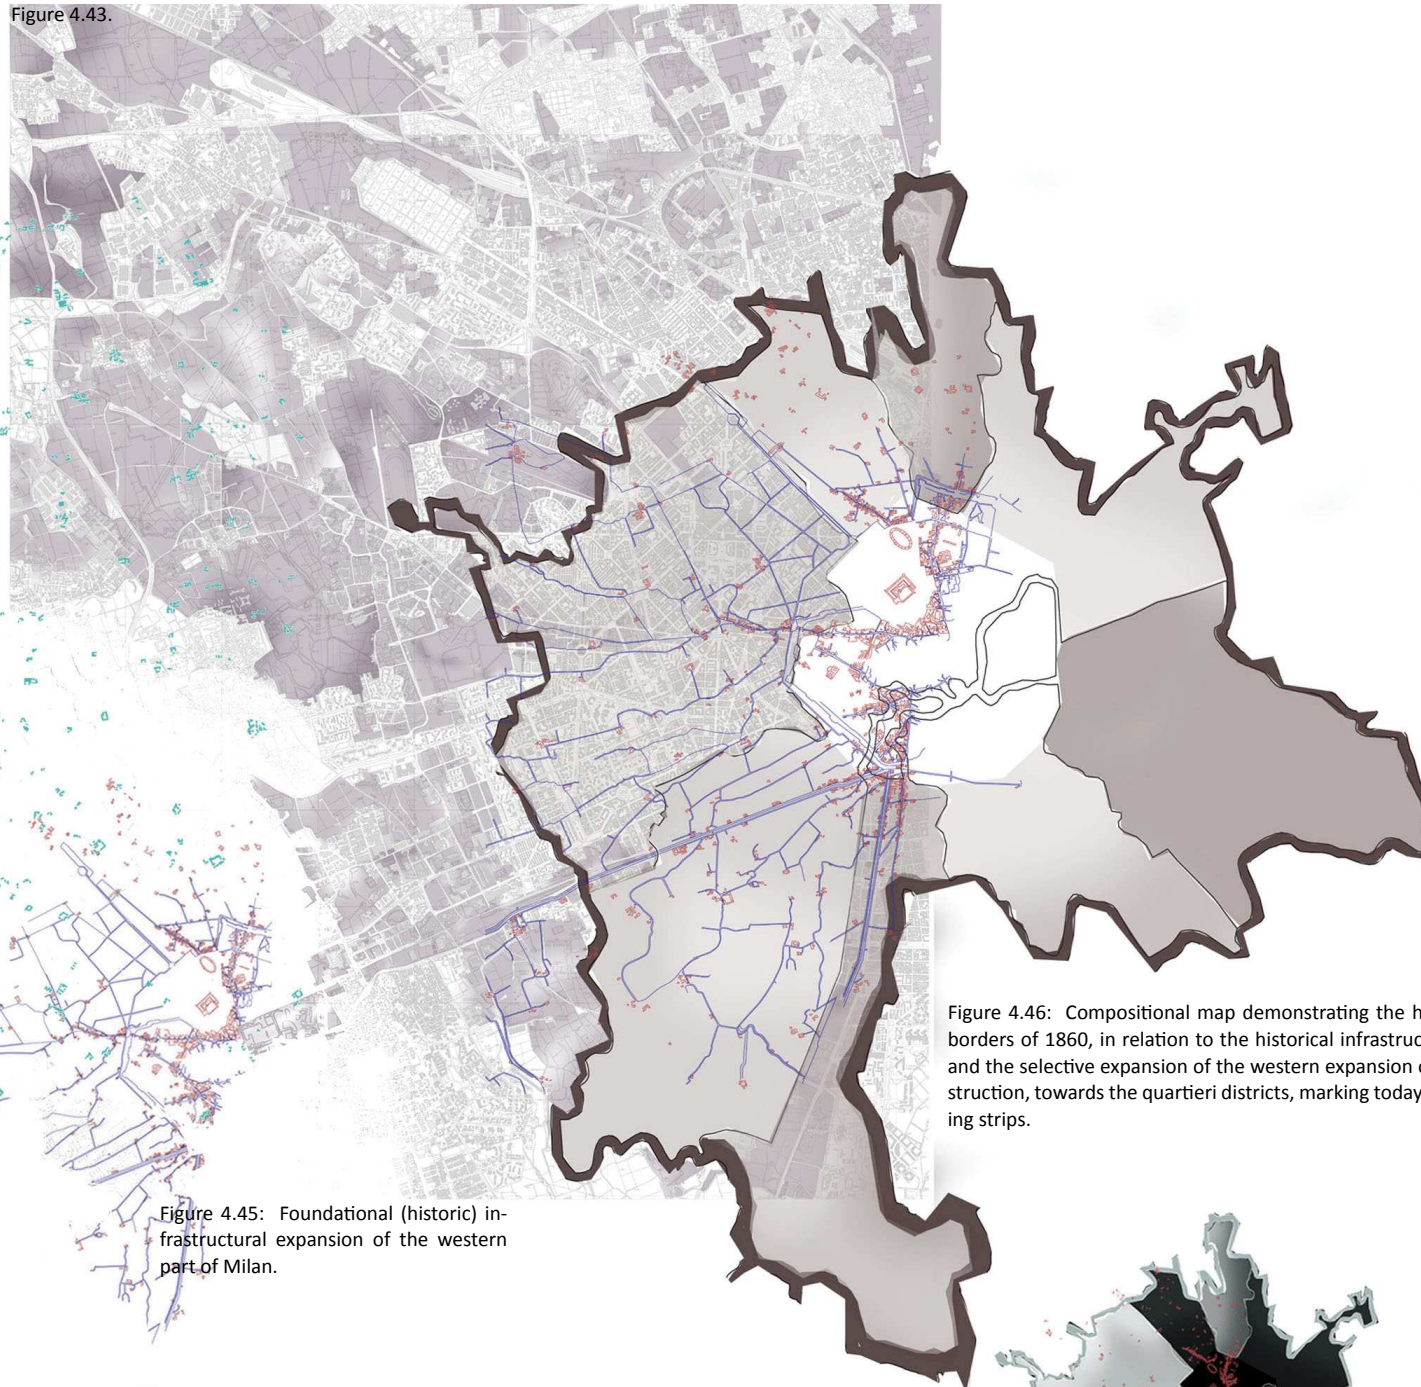 Figure 4.43.
Figure 4.46: Compositional map demonstrating the h
borders of 1860, in relation to the historical infrastruc
and the selective expansion of the western expansion
struction, towards the quartieri districts, marking today
ing strips.
Figure 4.45: Foundational (historic) in-
frastructural expansion of the western
part of Milan.